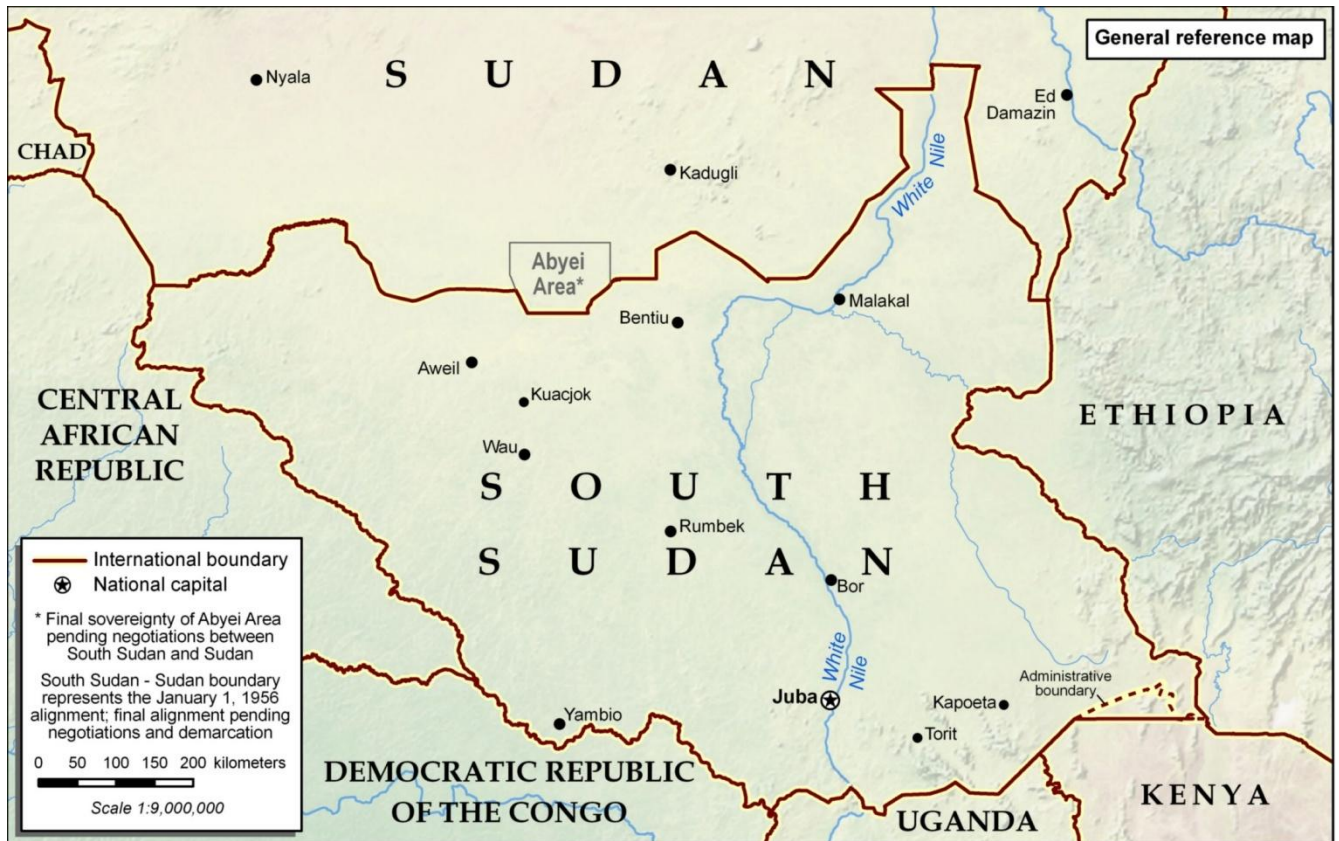 General reference map
Nyala
S U D A N
Ed
Damazin
CHAD
White Nile
Kadugli
Abyei
Area*
Malakal
Bentiu
Aweil
Kuacjok
CENTRAL
AFRICAN
REPUBLIC
ETHIOPIA
Wau
S O U T H
S U D A N
Rumbek
Bor
White Nile
Juba
Administrative
boundary
Kapoeta
Torit
Yambio
DEMOCRATIC REPUBLIC
OF THE CONGO
UGANDA
KENYA
International boundary
National capital
* Final sovereignty of Abyei Area
pending negotiations between
South Sudan and Sudan
South Sudan - Sudan boundary
represents the January 1, 1956
alignment; final alignment pending
negotiations and demarcation
0 50 100 150 200 kilometers
Scale 1:9,000,000